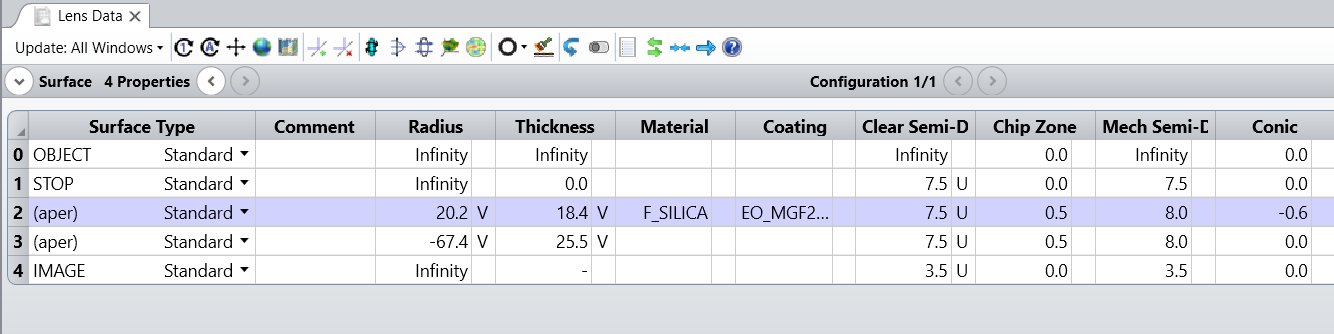 Lens Data
Update: All Windows
Surface 4 Properties Configuration 1/1
Surface Type Comment Radius Thickness Material Coating Clear Semi-D Chip Zone Mech Semi-D Conic
0 OBJECT Standard Infinity Infinity Infinity 0.0 Infinity 0.0
1 STOP Standard Infinity 0.0 7.5 U 0.0 7.5 0.0
2 (aper) Standard 20.2 V 18.4 V F_SILICA EO_MGF2... 7.5 U 0.5 8.0 -0.6
3 (aper) Standard -67.4 V 25.5 V 7.5 U 0.5 8.0 0.0
4 IMAGE Standard Infinity - 3.5 U 0.0 3.5 0.0